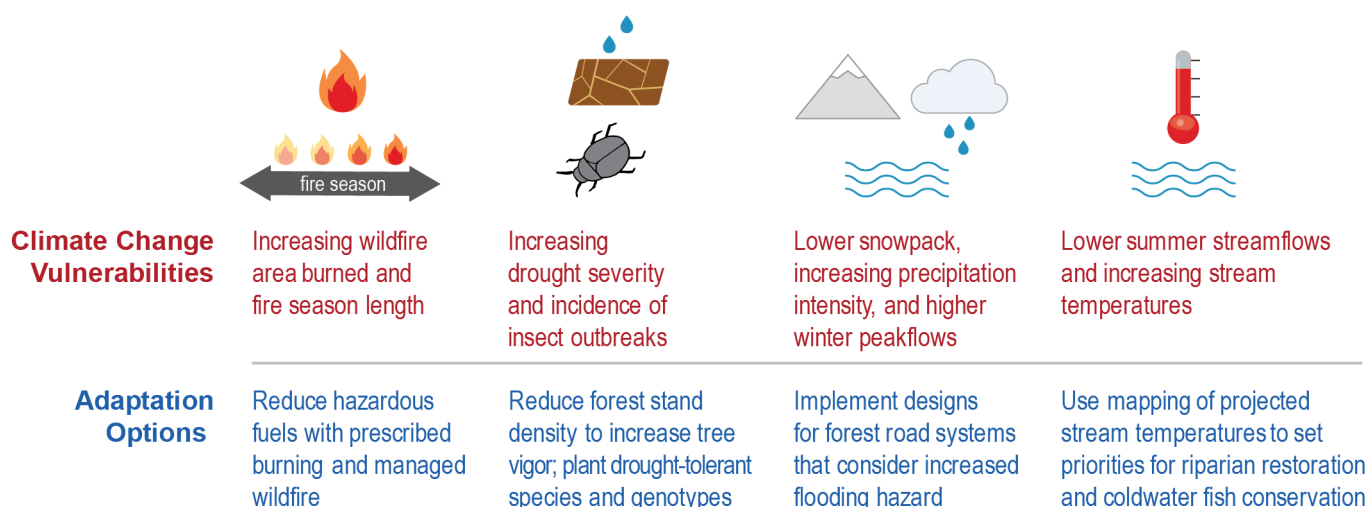 fire season
Climate Change
Vulnerabilities
Increasing wildfire
area burned and
fire season length
Increasing
drought severity
and incidence of
insect outbreaks
Lower snowpack,
increasing precipitation
intensity, and higher
winter peakflows
Lower summer streamflows
and increasing stream
temperatures
Adaptation
Options
Reduce hazardous
fuels with prescribed
burning and managed
wildfire
Reduce forest stand
density to increase tree
vigor; plant drought-tolerant
species and genotypes
Implement designs
for forest road systems
that consider increased
flooding hazard
Use mapping of projected
stream temperatures to set
priorities for riparian restoration
and coldwater fish conservation